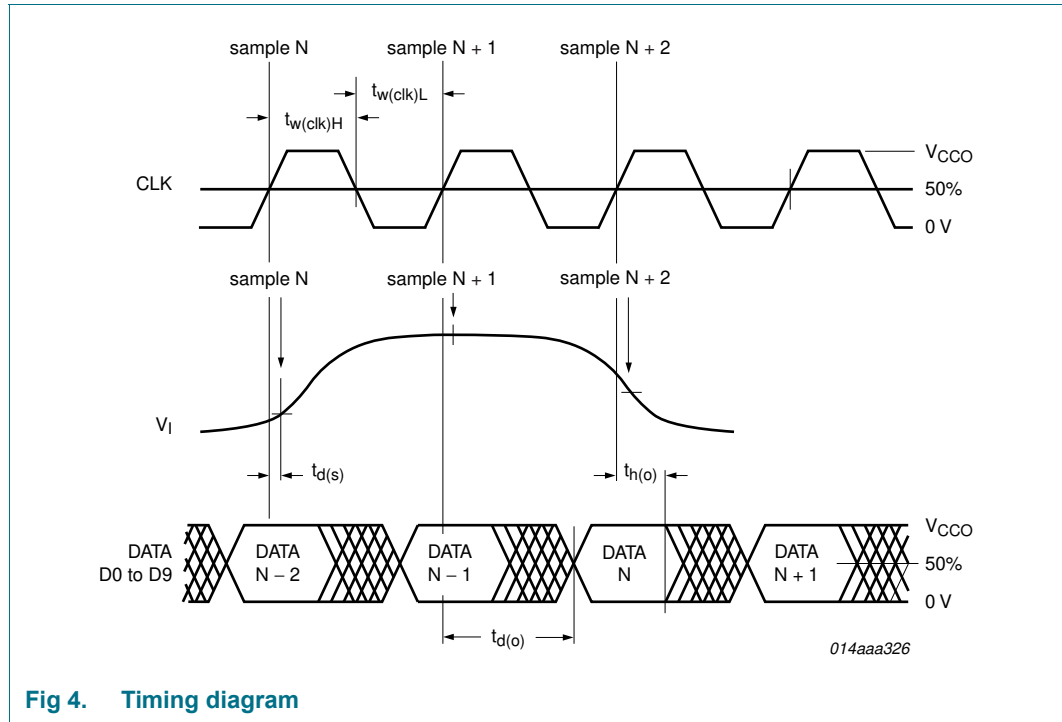 sample N sample N + 1 sample N + 2
tw(clk)L
tw(clk)H
VCCO
CLK 50%
0 V
sample N sample N + 1 sample N + 2
VI
td(s) th(o)
VCCO
DATA DATA DATA DATA DATA
D0 to D9 N − 2 N − 1 N N + 1 50%
0 V
td(o)
014aaa326
Fig 4. Timing diagram